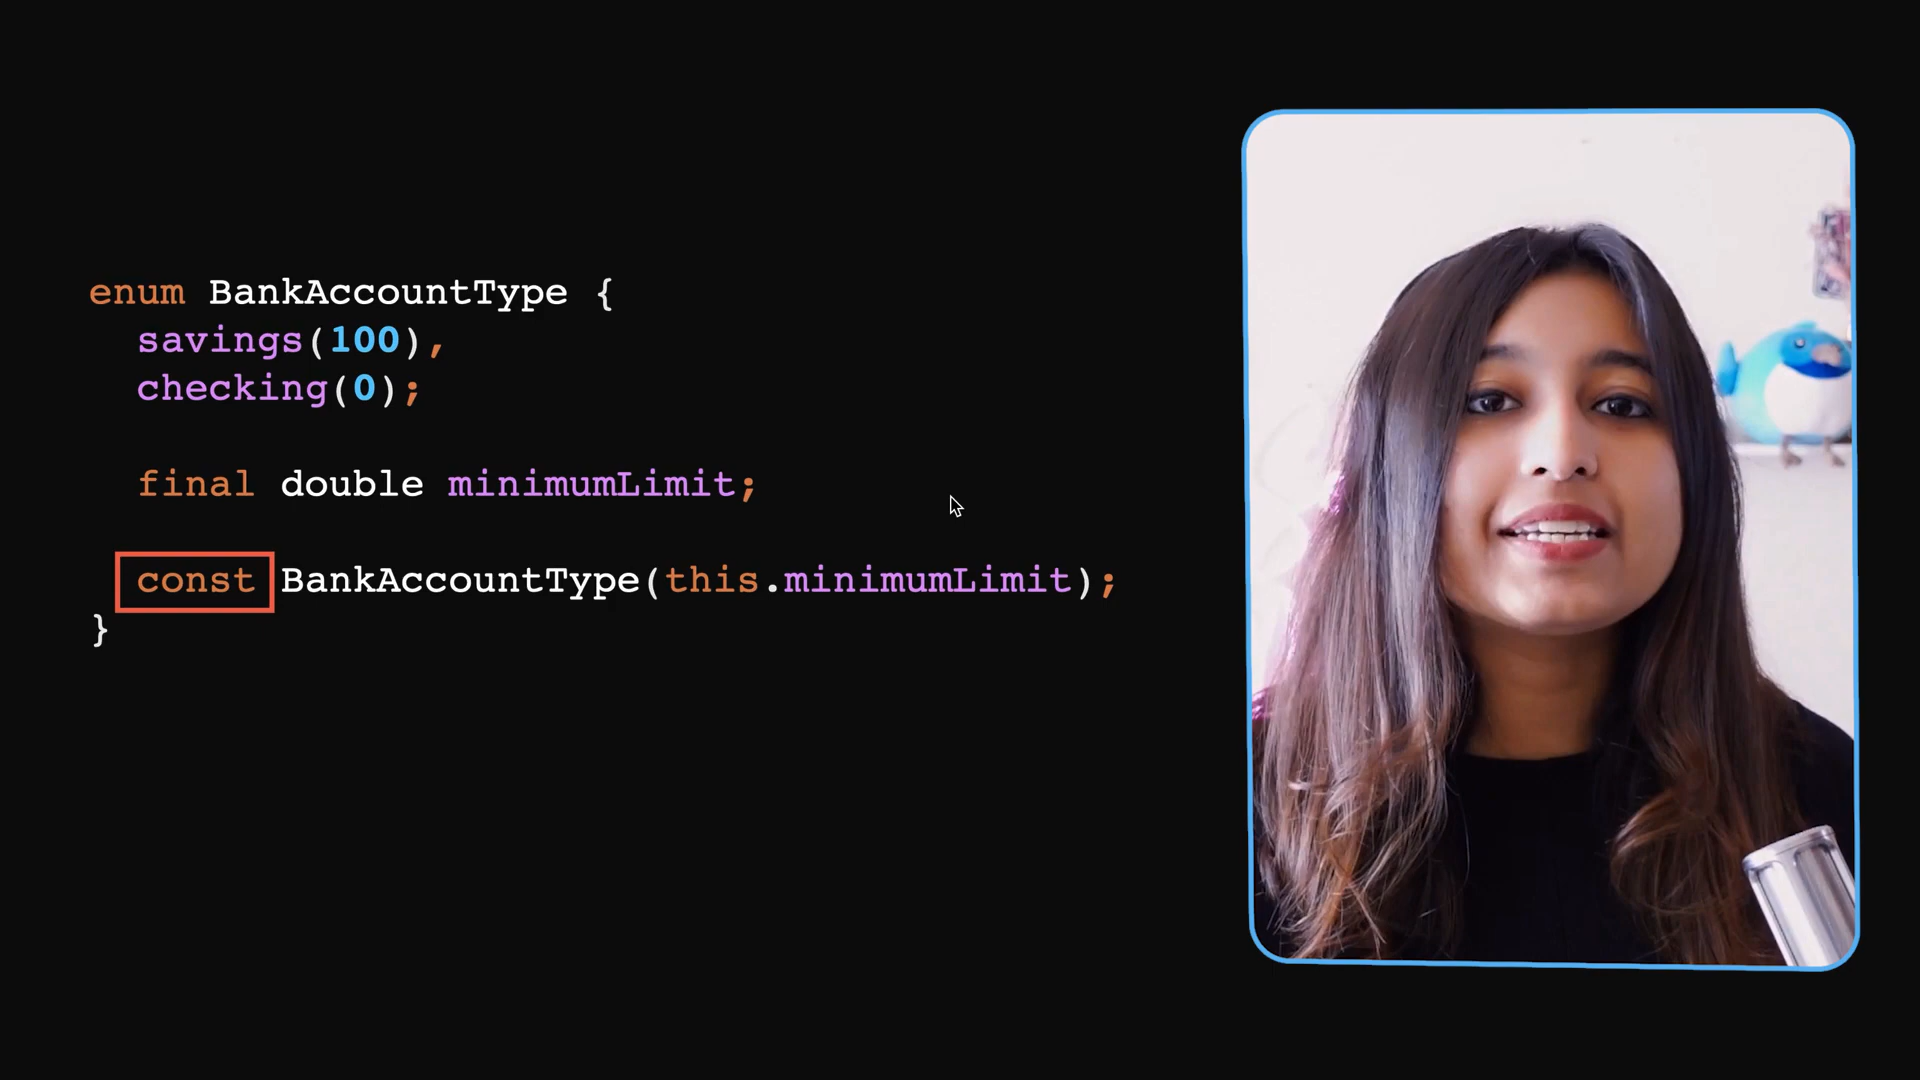 enum BankAccountType {
savings(100),
checking(0);
final double minimumLimit;
const BankAccountType(this.minimumLimit);
}